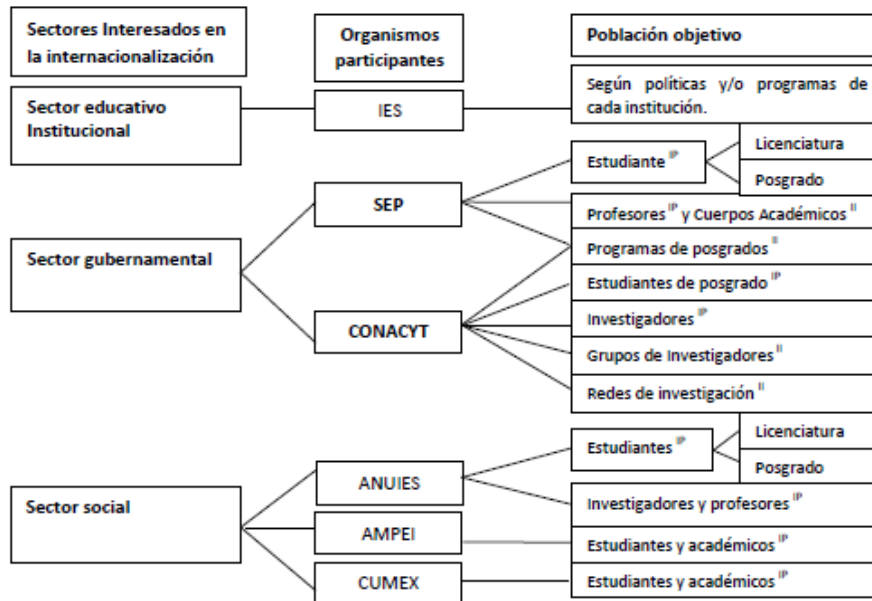 Sectores Interesados en
la internacionalización
Organismos
participantes
Población objetivo
Sector educativo
Institucional
IES
Según políticas y/o programas de
cada institución.
Sector gubernamental
SEP
Estudiante IP
Licenciatura
Posgrado
Profesores IP y Cuerpos Académicos II
Programas de posgrados II
CONACYT
Estudiantes de posgrado IP
Investigadores IP
Grupos de Investigadores II
Redes de investigación II
Sector social
ANUIES
Estudiantes IP
Licenciatura
Posgrado
Investigadores y profesores IP
AMPEI
Estudiantes y académicos IP
CUMEX
Estudiantes y académicos IP